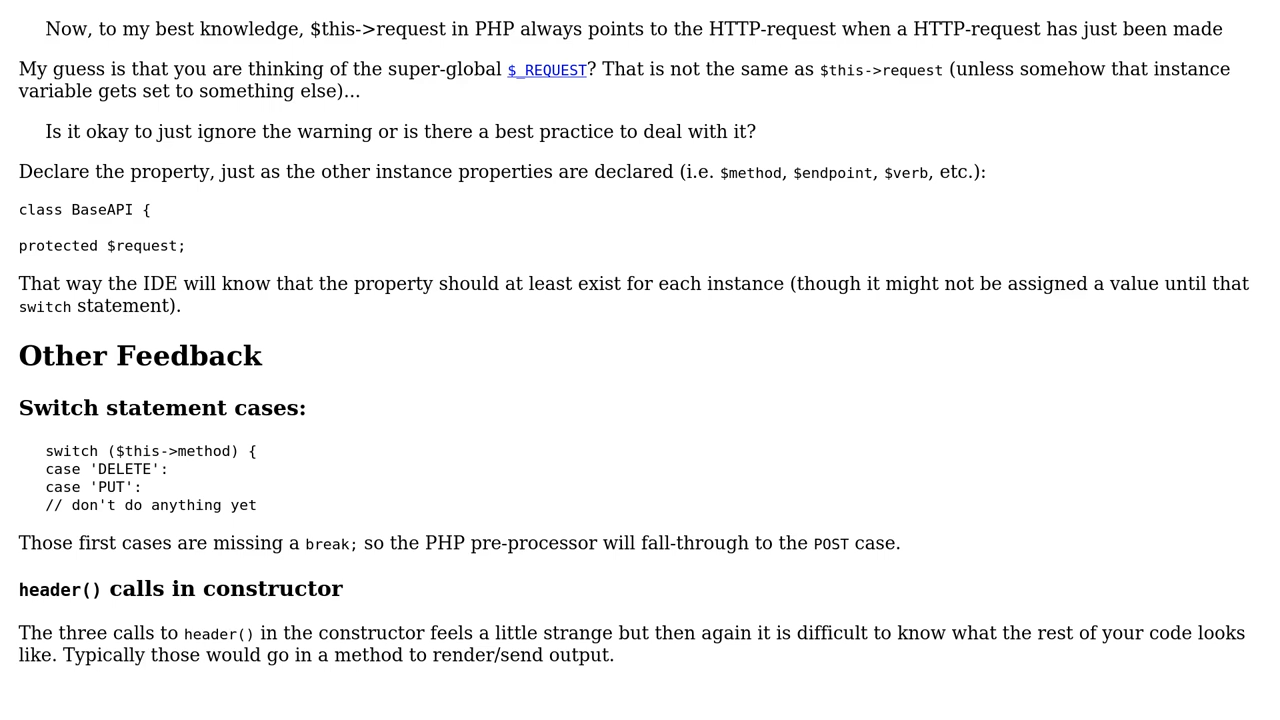 Now, to my best knowledge, $this->request in PHP always points to the HTTP-request when a HTTP-request has just been made
My guess is that you are thinking of the super-global $_REQUEST? That is not the same as $this->request (unless somehow that instance
variable gets set to something else)...
Is it okay to just ignore the warning or is there a best practice to deal with it?
Declare the property, just as the other instance properties are declared (i.e. $method, $endpoint, $verb, etc.):
class BaseAPI {
protected $request;
That way the IDE will know that the property should at least exist for each instance (though it might not be assigned a value until that
switch statement).
Other Feedback
Switch statement cases:
switch ($this->method) {
case 'DELETE':
case 'PUT':
// don't do anything yet
Those first cases are missing a break; so the PHP pre-processor will fall-through to the POST case.
header() calls in constructor
The three calls to header() in the constructor feels a little strange but then again it is difficult to know what the rest of your code looks
like. Typically those would go in a method to render/send output.